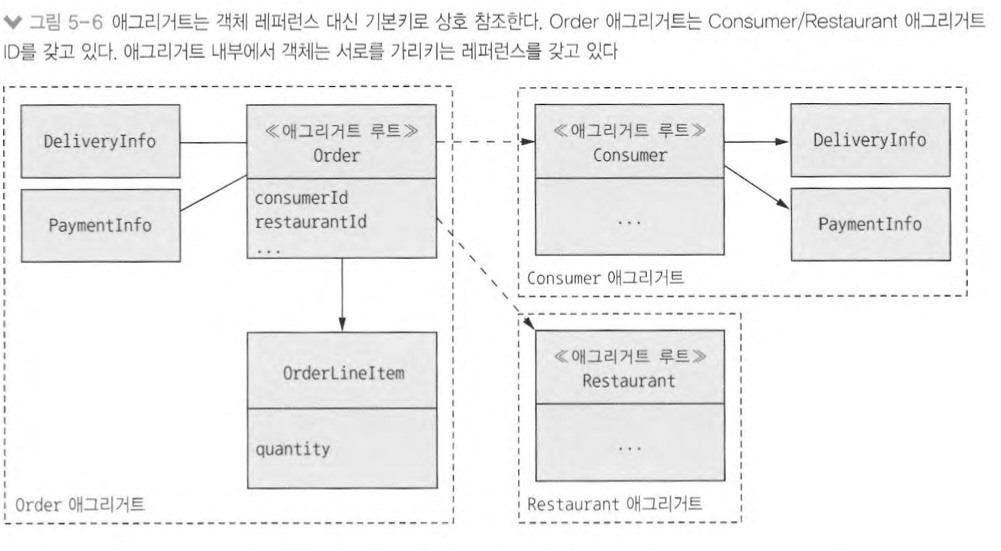 그림 5-6 애그리거트는 객체 레퍼런스 대신 기본키로 상호 참조한다. Order 애그리거트는 Consumer/Restaurant 애그리거트
ID를 갖고 있다. 애그리거트 내부에서 객체는 서로를 가리키는 레퍼런스를 갖고 있다
DeliveryInfo
PaymentInfo
≪애그리거트 루트≫
Order
consumerId
restaurantId
...
OrderLineItem
quantity
Order 애그리거트
≪애그리거트 루트≫
Consumer
...
DeliveryInfo
PaymentInfo
Consumer 애그리거트
≪애그리거트 루트≫
Restaurant
...
Restaurant 애그리거트